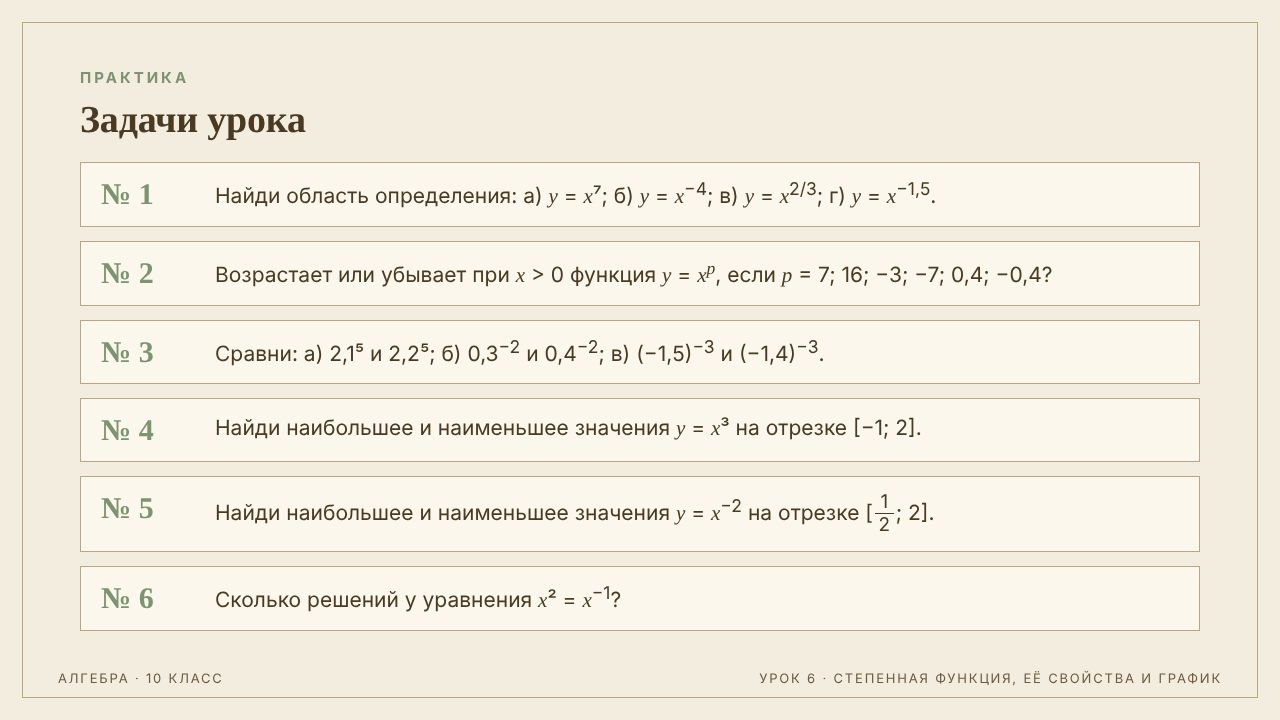 ПРАКТИКА
Задачи урока
№ 1 Найди область определения: а) y = x⁷; б) y = x⁻⁴; в) y = x^(2/3); г) y = x^(−1,5).
№ 2 Возрастает или убывает при x > 0 функция y = xᵖ, если p = 7; 16; −3; −7; 0,4; −0,4?
№ 3 Сравни: а) 2,1⁵ и 2,2⁵; б) 0,3⁻² и 0,4⁻²; в) (−1,5)⁻³ и (−1,4)⁻³.
№ 4 Найди наибольшее и наименьшее значения y = x³ на отрезке [−1; 2].
№ 5 Найди наибольшее и наименьшее значения y = x⁻² на отрезке [1/2; 2].
№ 6 Сколько решений у уравнения x² = x⁻¹?
АЛГЕБРА · 10 КЛАСС
УРОК 6 · СТЕПЕННАЯ ФУНКЦИЯ, ЕЁ СВОЙСТВА И ГРАФИК